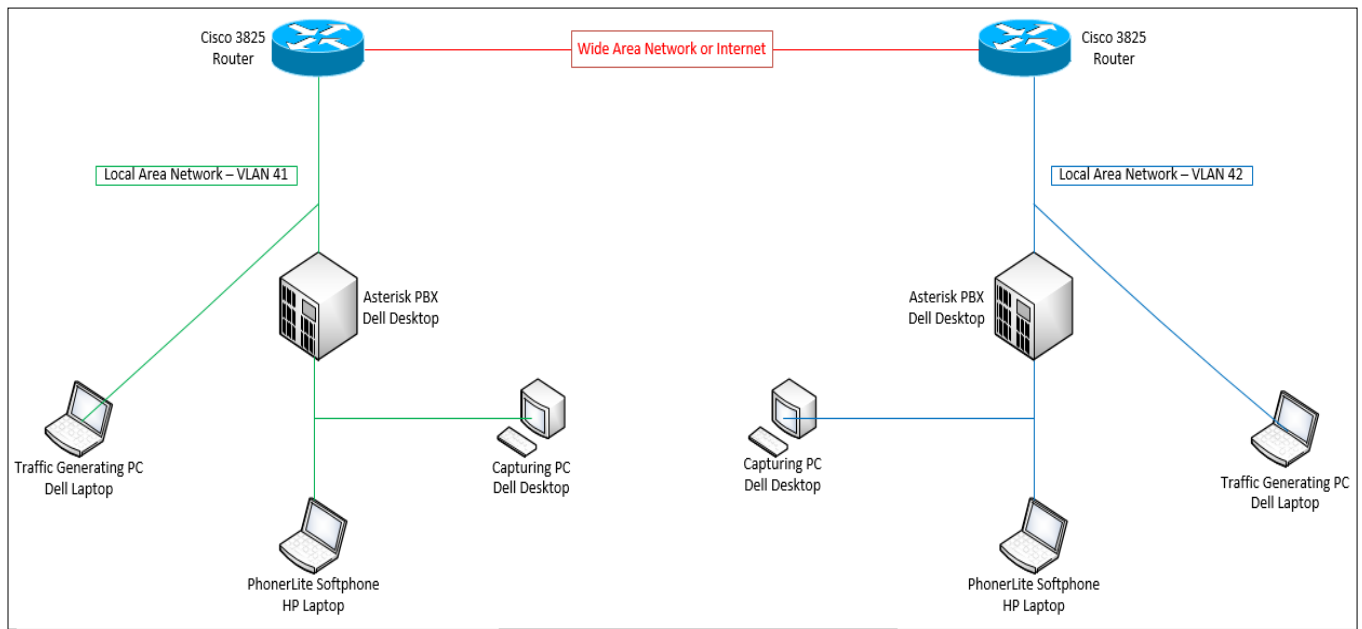 Cisco 3825
Router
Wide Area Network or Internet
Cisco 3825
Router
Local Area Network – VLAN 41
Local Area Network – VLAN 42
Asterisk PBX
Dell Desktop
Asterisk PBX
Dell Desktop
Traffic Generating PC
Dell Laptop
Capturing PC
Dell Desktop
Capturing PC
Dell Desktop
Traffic Generating PC
Dell Laptop
PhonerLite Softphone
HP Laptop
PhonerLite Softphone
HP Laptop